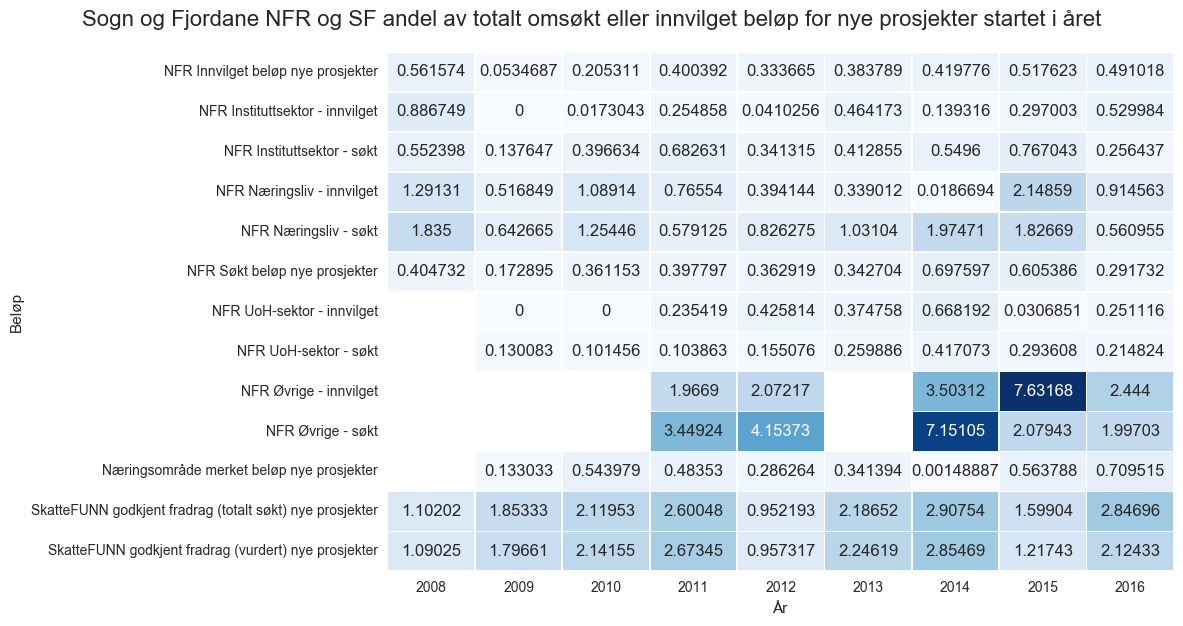 Sogn og Fjordane NFR og SF andel av totalt omsøkt eller innvilget beløp for nye prosjekter startet i året
NFR Innvilget beløp nye prosjekter 0.561574 0.0534687 0.205311 0.400392 0.333665 0.383789 0.419776 0.517623 0.491018
NFR Instituttsektor - innvilget 0.886749 0 0.0173043 0.254858 0.0410256 0.464173 0.139316 0.297003 0.529984
NFR Instituttsektor - søkt 0.552398 0.137647 0.396634 0.682631 0.341315 0.412855 0.5496 0.767043 0.256437
NFR Næringsliv - innvilget 1.29131 0.516849 1.08914 0.76554 0.394144 0.339012 0.0186694 2.14859 0.914563
NFR Næringsliv - søkt 1.835 0.642665 1.25446 0.579125 0.826275 1.03104 1.97471 1.82669 0.560955
NFR Søkt beløp nye prosjekter 0.404732 0.172895 0.361153 0.397797 0.362919 0.342704 0.697597 0.605386 0.291732
NFR UoH-sektor - innvilget 0 0 0.235419 0.425814 0.374758 0.668192 0.0306851 0.251116
NFR UoH-sektor - søkt 0.130083 0.101456 0.103863 0.155076 0.259886 0.417073 0.293608 0.214824
NFR Øvrige - innvilget 1.9669 2.07217 3.50312 7.63168 2.444
NFR Øvrige - søkt 3.44924 4.15373 7.15105 2.07943 1.99703
Næringsområde merket beløp nye prosjekter 0.133033 0.543979 0.48353 0.286264 0.341394 0.00148887 0.563788 0.709515
SkatteFUNN godkjent fradrag (totalt søkt) nye prosjekter 1.10202 1.85333 2.11953 2.60048 0.952193 2.18652 2.90754 1.59904 2.84696
SkatteFUNN godkjent fradrag (vurdert) nye prosjekter 1.09025 1.79661 2.14155 2.67345 0.957317 2.24619 2.85469 1.21743 2.12433
2008 2009 2010 2011 2012 2013 2014 2015 2016
År
Beløp